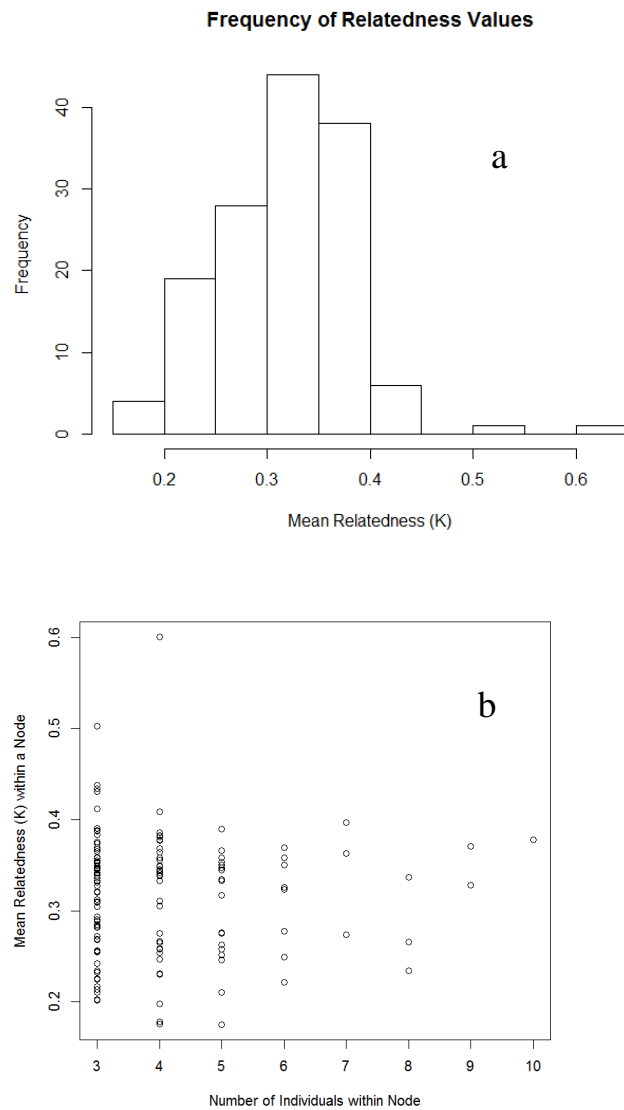 Frequency of Relatedness Values
a
Frequency
0
10
20
30
40
0.2 0.3 0.4 0.5 0.6
Mean Relatedness (K)
b
Mean Relatedness (K) within a Node
0.6
0.5
0.4
0.3
0.2
3 4 5 6 7 8 9 10
Number of Individuals within Node